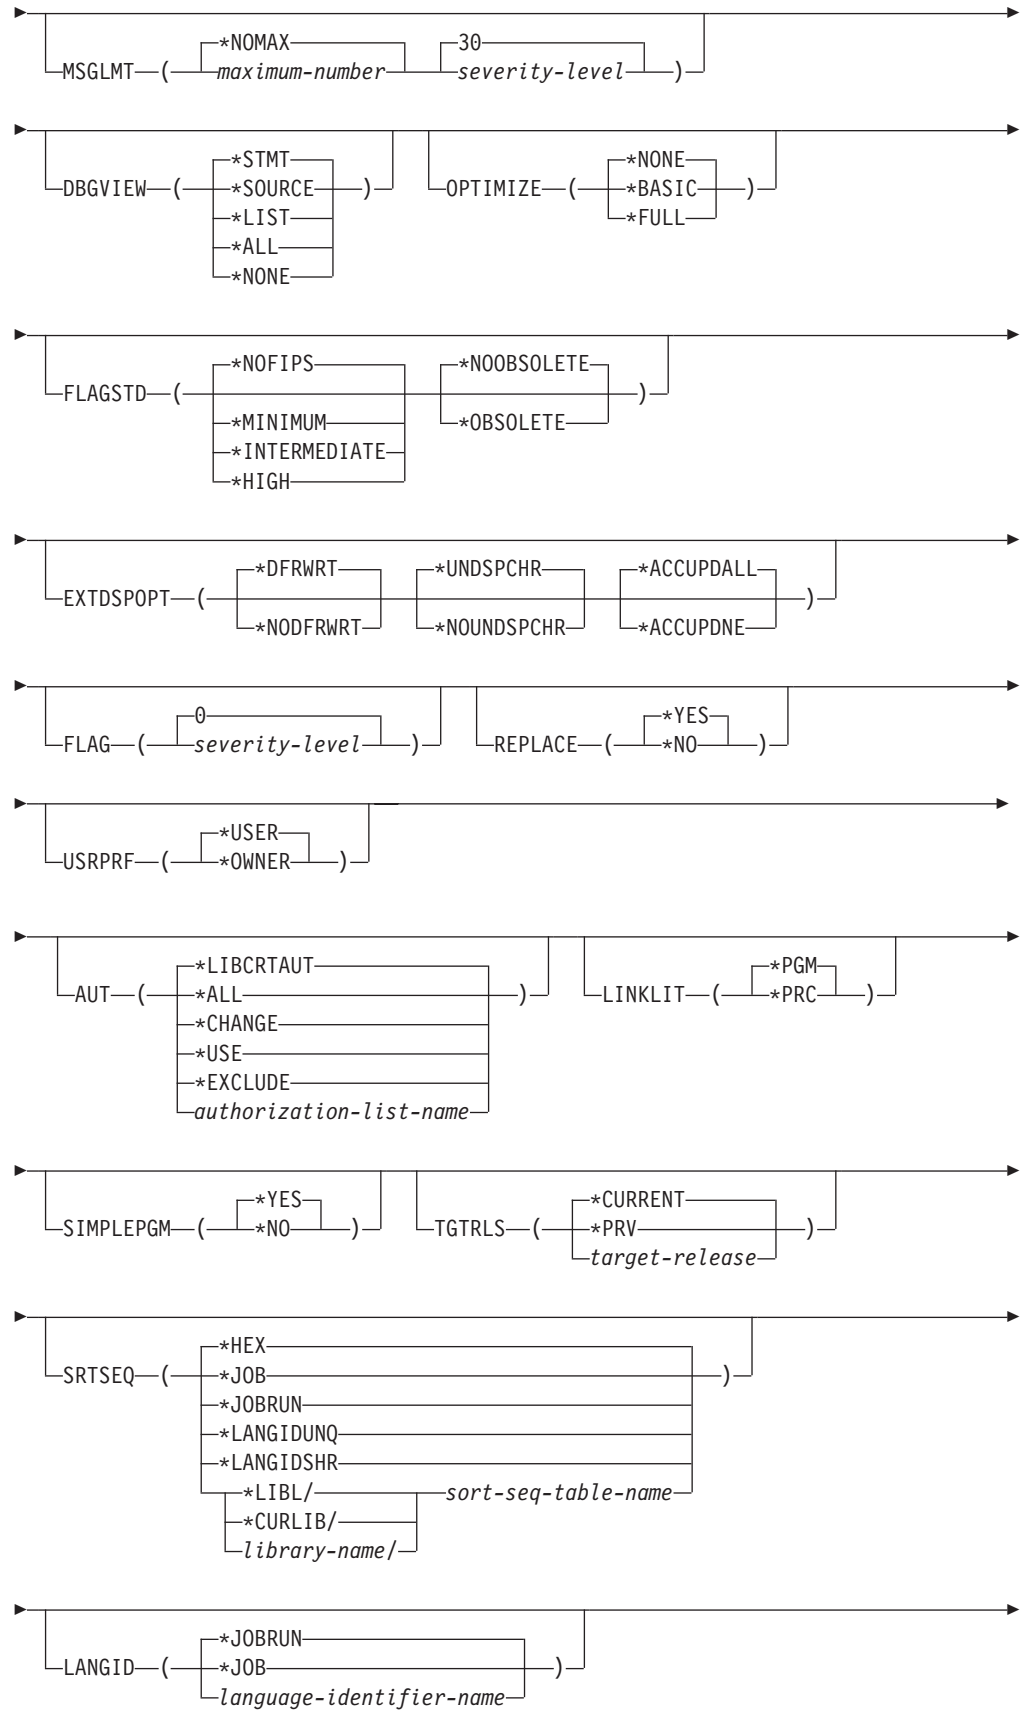 *NOMAX 30
MSGLMT ( maximum-number severity-level )
*STMT *NONE
DBGVIEW ( *SOURCE ) OPTIMIZE ( *BASIC )
*LIST *FULL
*ALL
*NONE
*NOFIPS *NOOBSOLETE
FLAGSTD ( )
*MINIMUM *OBSOLETE
*INTERMEDIATE
*HIGH
*DFRWRT *UNDSPCHR *ACCUPDALL
EXTDSPOPT ( )
*NODFRWRT *NOUNDSPCHR *ACCUPDNE
0 *YES
FLAG ( severity-level ) REPLACE ( *NO )
*USER
USRPRF ( *OWNER )
*LIBCRTAUT *PGM
AUT ( *ALL ) LINKLIT ( *PRC )
*CHANGE
*USE
*EXCLUDE
authorization-list-name
*YES *CURRENT
SIMPLEPGM ( *NO ) TGTRLS ( *PRV )
target-release
*HEX
SRTSEQ ( *JOB )
*JOBRUN
*LANGIDUNQ
*LANGIDSHR
*LIBL/ sort-seq-table-name
*CURLIB/
library-name/
*JOBRUN
LANGID ( *JOB )
language-identifier-name